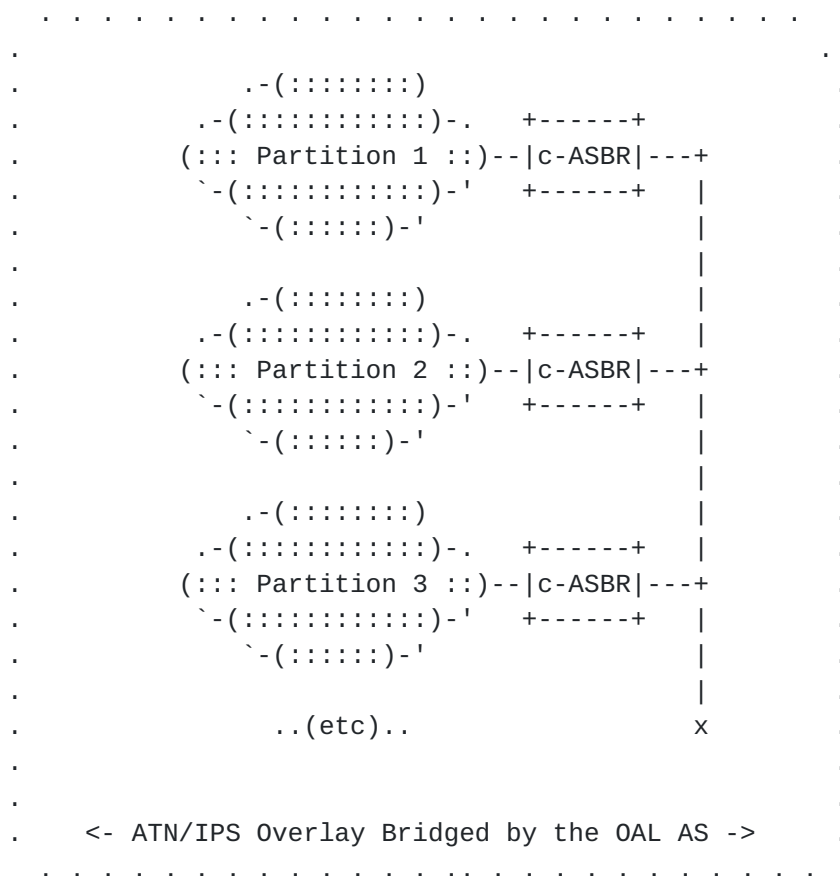 . . . . . . . . . . . . . . . . . . . . . . . . .
.                                                   .
.              .-(::::::::)                          .
.           .-(::::::::::::)-.   +------+            .
.          (::: Partition 1 ::)--|c-ASBR|---+        .
.           `-(::::::::::::)-'   +------+   |        .
.              `-(::::::)-'                 |        .
.                                           |        .
.              .-(::::::::)                 |        .
.           .-(::::::::::::)-.   +------+   |        .
.          (::: Partition 2 ::)--|c-ASBR|---+        .
.           `-(::::::::::::)-'   +------+   |        .
.              `-(::::::)-'                 |        .
.                                           |        .
.              .-(::::::::)                 |        .
.           .-(::::::::::::)-.   +------+   |        .
.          (::: Partition 3 ::)--|c-ASBR|---+        .
.           `-(::::::::::::)-'   +------+   |        .
.              `-(::::::)-'                 |        .
.                                           |        .
.                ..(etc)..                  x        .
.                                                    .
.                                                    .
.    <- ATN/IPS Overlay Bridged by the OAL AS ->     .
. . . . . . . . . . . . . .. . . . . . . . . . . .